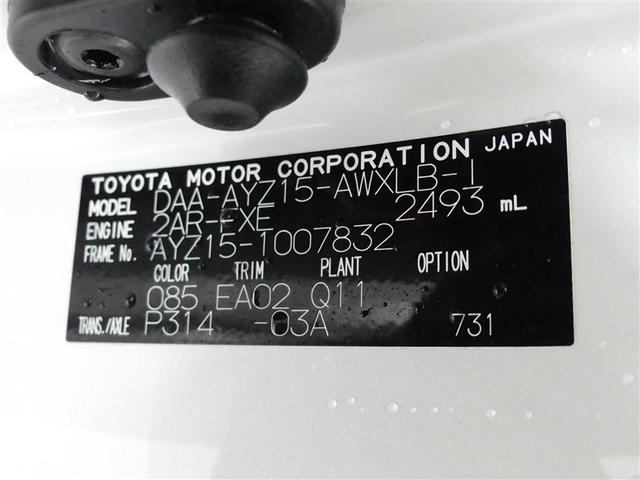 TOYOTA MOTOR CORPORATION JAPAN
MODEL DAA-AYZ15-AWXLB-I
ENGINE 2AR-FXE 2493 mL
FRAME No. AYZ15-1007832
COLOR TRIM PLANT OPTION
085 EA02 Q11
TRANS./AXLE P314 -03A 731